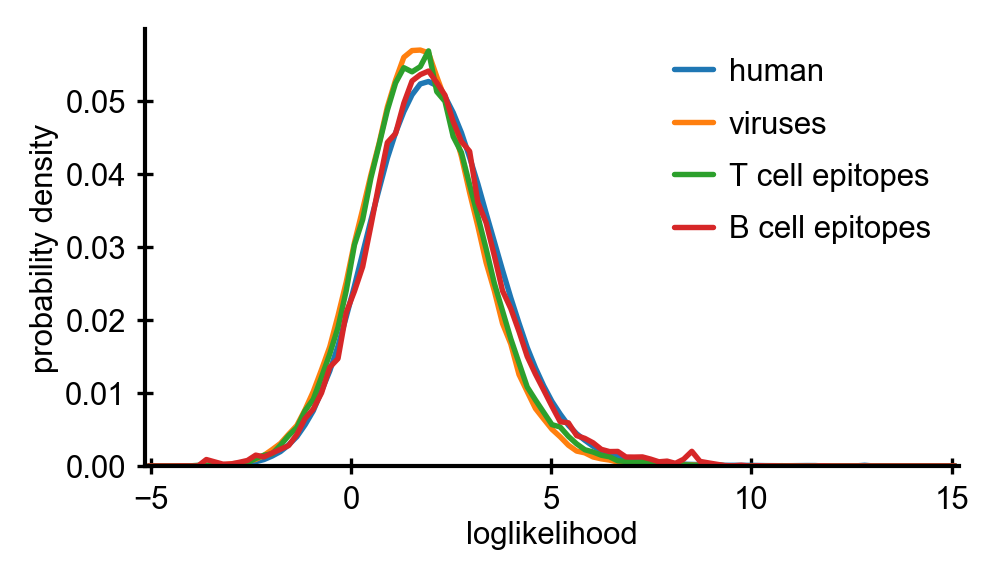 human
viruses
T cell epitopes
B cell epitopes
probability density
0.05
0.04
0.03
0.02
0.01
0.00
−5
0
5
10
15
loglikelihood